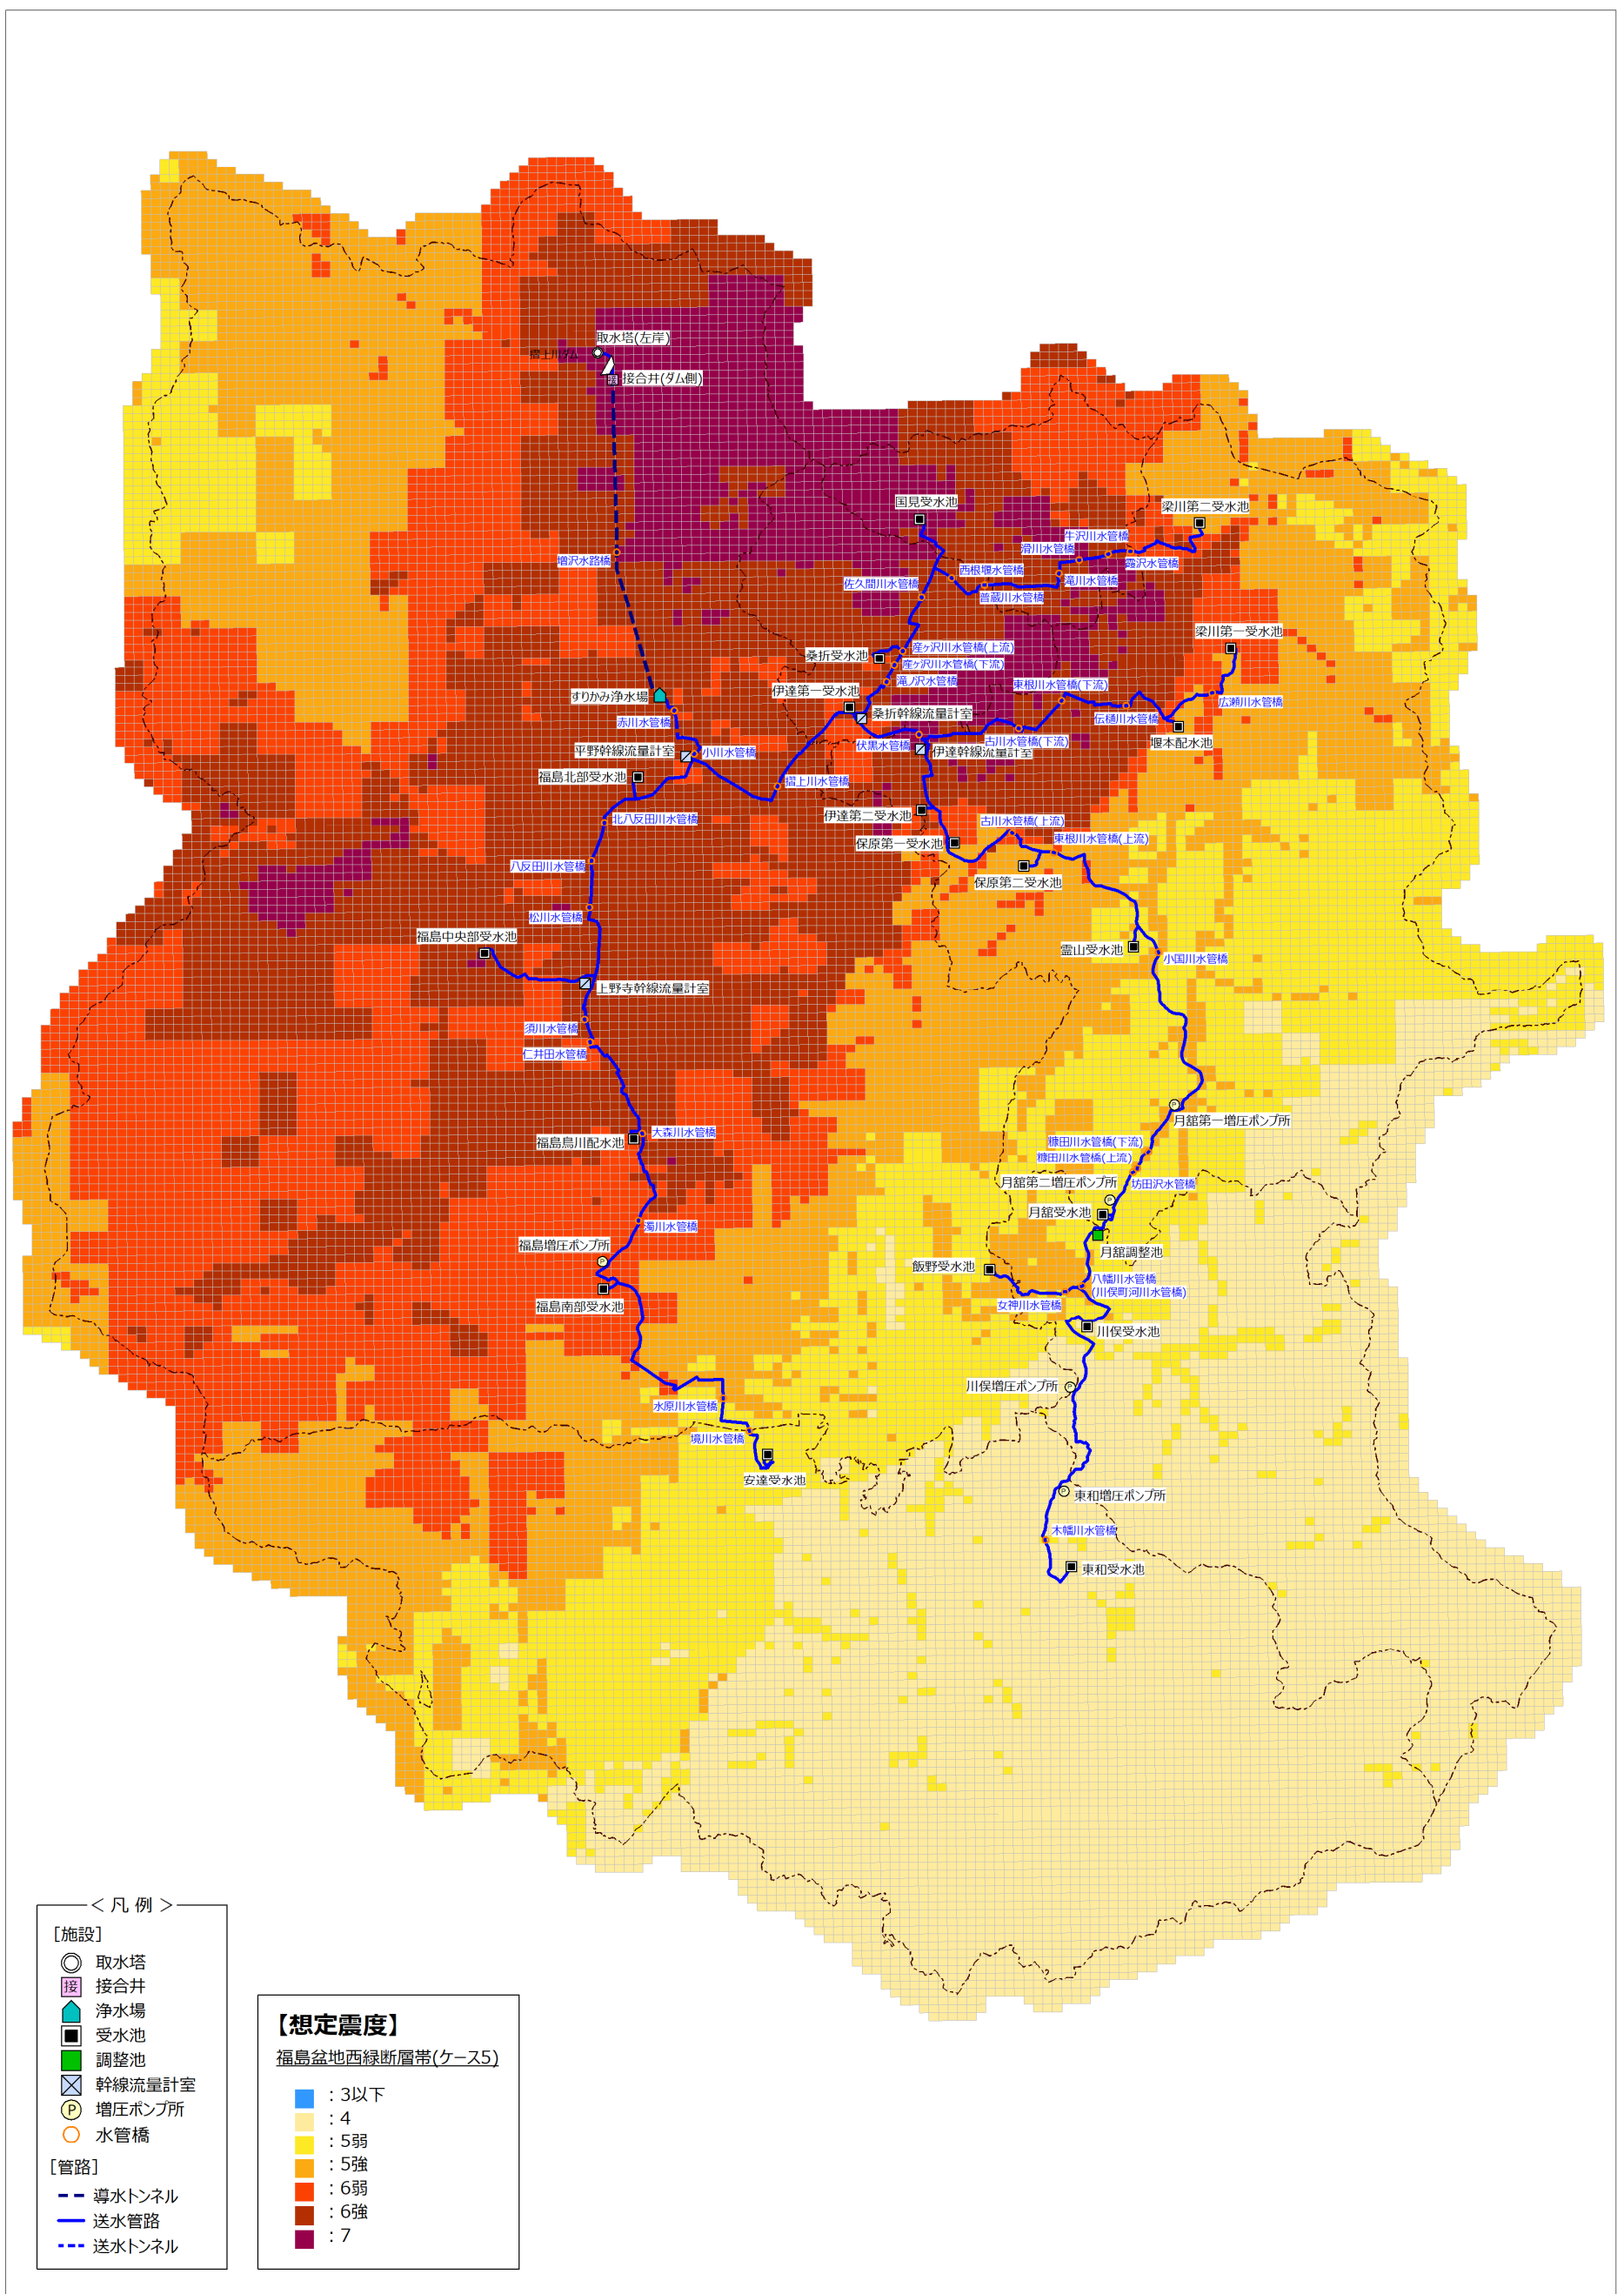 取水塔(左岸)
摺上川ダム
接合井(ダム側)
国見受水池
梁川第二受水池
牛沢川水管橋
滑川水管橋
増沢水路橋
霞沢水管橋
西根堰水管橋
佐久間川水管橋
滝川水管橋
普蔵川水管橋
梁川第一受水池
産ヶ沢川水管橋(上流)
桑折受水池
産ヶ沢川水管橋(下流)
滝ノ沢水管橋
東根川水管橋(下流)
伊達第一受水池
すりかみ浄水場
広瀬川水管橋
桑折幹線流量計室
赤川水管橋
伝樋川水管橋
堰本配水池
伏黒水管橋
古川水管橋(下流)
平野幹線流量計室
小川水管橋
伊達幹線流量計室
福島北部受水池
摺上川水管橋
伊達第二受水池
北八反田川水管橋
古川水管橋(上流)
東根川水管橋(上流)
保原第一受水池
八反田川水管橋
保原第二受水池
松川水管橋
福島中央部受水池
霊山受水池
小国川水管橋
上野寺幹線流量計室
須川水管橋
仁井田水管橋
月舘第一増圧ポンプ所
大森川水管橋
福島鳥川配水池
糠田川水管橋(下流)
糠田川水管橋(上流)
月舘第二増圧ポンプ所
坊田沢水管橋
月舘受水池
濁川水管橋
福島増圧ポンプ所
月舘調整池
飯野受水池
八幡川水管橋
(川俣町河川水管橋)
福島南部受水池
女神川水管橋
川俣受水池
川俣増圧ポンプ所
水原川水管橋
境川水管橋
安達受水池
東和増圧ポンプ所
木幡川水管橋
東和受水池
＜凡例＞
［施設］
取水塔
接 接合井
浄水場
受水池
調整池
幹線流量計室
P 増圧ポンプ所
水管橋
［管路］
導水トンネル
送水管路
送水トンネル
【想定震度】
福島盆地西緑断層帯(ケース5)
：3以下
：4
：5弱
：5強
：6弱
：6強
：7